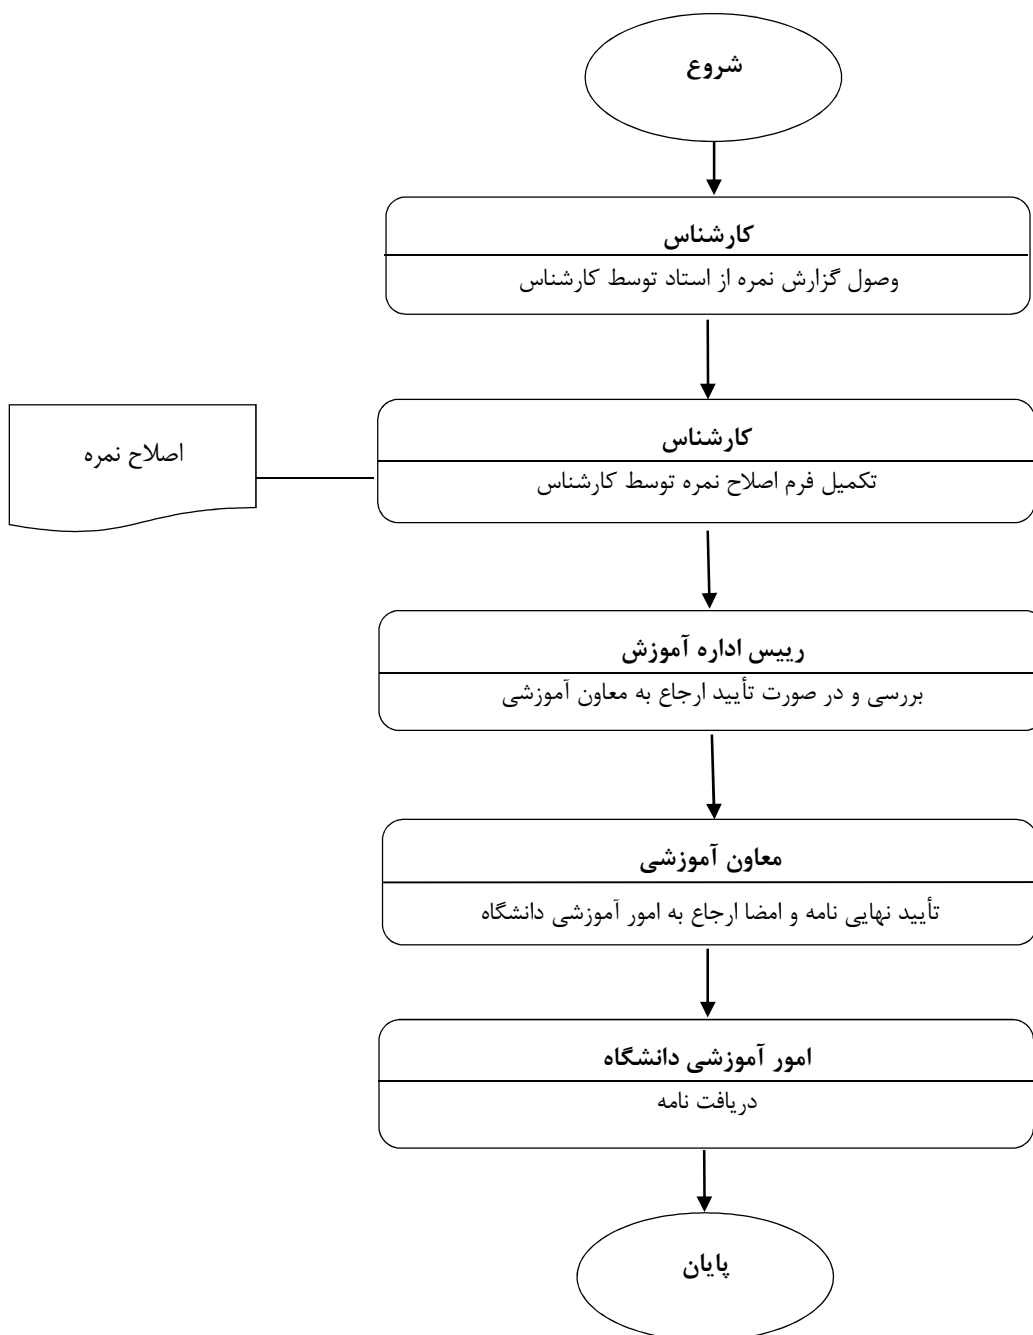 شروع
کارشناس
وصول گزارش نمره از استاد توسط کارشناس
کارشناس
تکمیل فرم اصلاح نمره توسط کارشناس
اصلاح نمره
رییس اداره آموزش
بررسی و در صورت تأیید ارجاع به معاون آموزشی
معاون آموزشی
تأیید نهایی نامه و امضا ارجاع به امور آموزشی دانشگاه
امور آموزشی دانشگاه
دریافت نامه
پایان